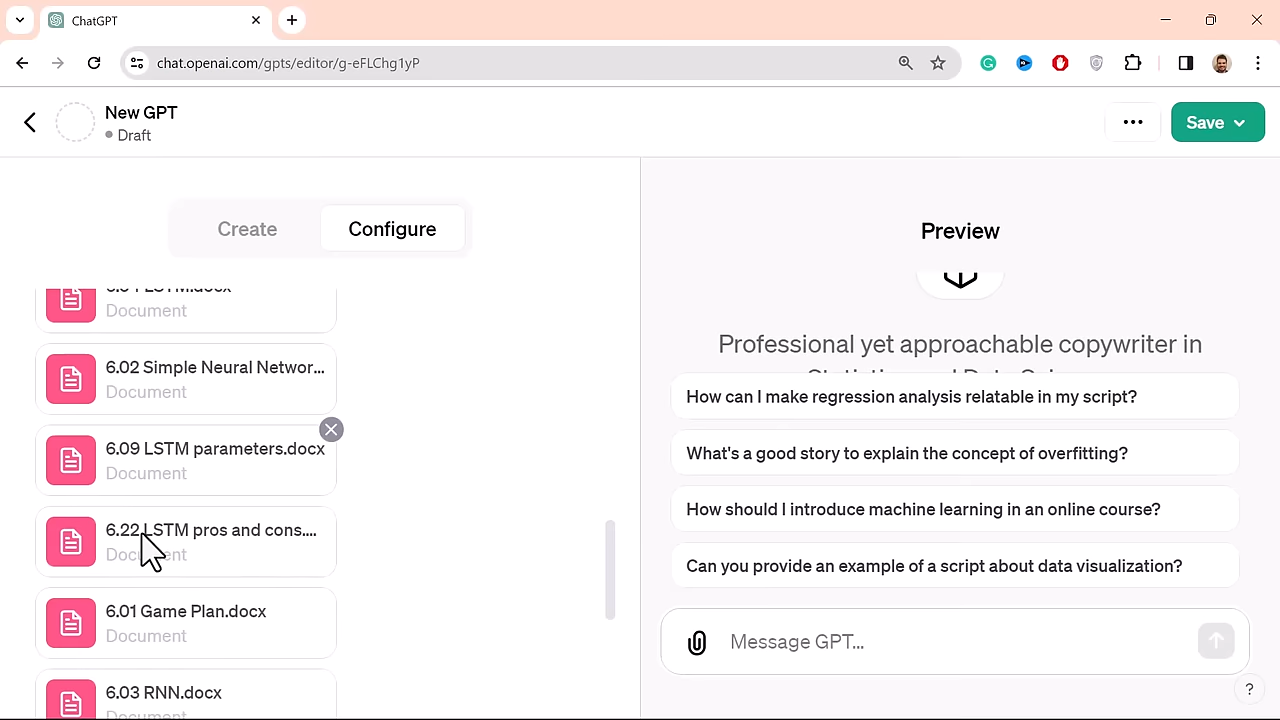 ChatGPT
chat.openai.com/gpts/editor/g-eFLChg1yP
New GPT
Draft
Save
Create
Configure
Document
6.02 Simple Neural Networ...
Document
6.09 LSTM parameters.docx
Document
6.22 LSTM pros and cons....
Document
6.01 Game Plan.docx
Document
6.03 RNN.docx
Document
Preview
Professional yet approachable copywriter in
How can I make regression analysis relatable in my script?
What's a good story to explain the concept of overfitting?
How should I introduce machine learning in an online course?
Can you provide an example of a script about data visualization?
Message GPT...
?